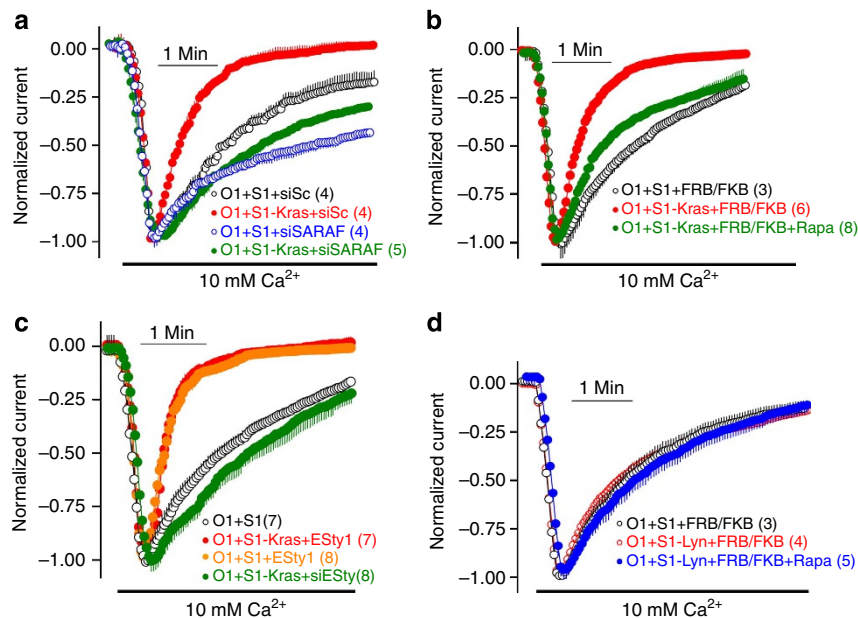 a
1 Min
Normalized current
0.00
−0.25
−0.50
−0.75
−1.00
O1+S1+siSc (4)
O1+S1-Kras+siSc (4)
O1+S1+siSARAF (4)
O1+S1-Kras+siSARAF (5)
10 mM Ca²⁺
b
1 Min
Normalized current
0.00
−0.25
−0.50
−0.75
−1.00
O1+S1+FRB/FKB (3)
O1+S1-Kras+FRB/FKB (6)
O1+S1-Kras+FRB/FKB+Rapa (8)
10 mM Ca²⁺
c
1 Min
Normalized current
0.00
−0.25
−0.50
−0.75
−1.00
O1+S1(7)
O1+S1-Kras+ESty1 (7)
O1+S1+ESty1 (8)
O1+S1-Kras+siESty(8)
10 mM Ca²⁺
d
1 Min
Normalized current
0.00
−0.25
−0.50
−0.75
−1.00
O1+S1+FRB/FKB (3)
O1+S1-Lyn+FRB/FKB (4)
O1+S1-Lyn+FRB/FKB+Rapa (5)
10 mM Ca²⁺